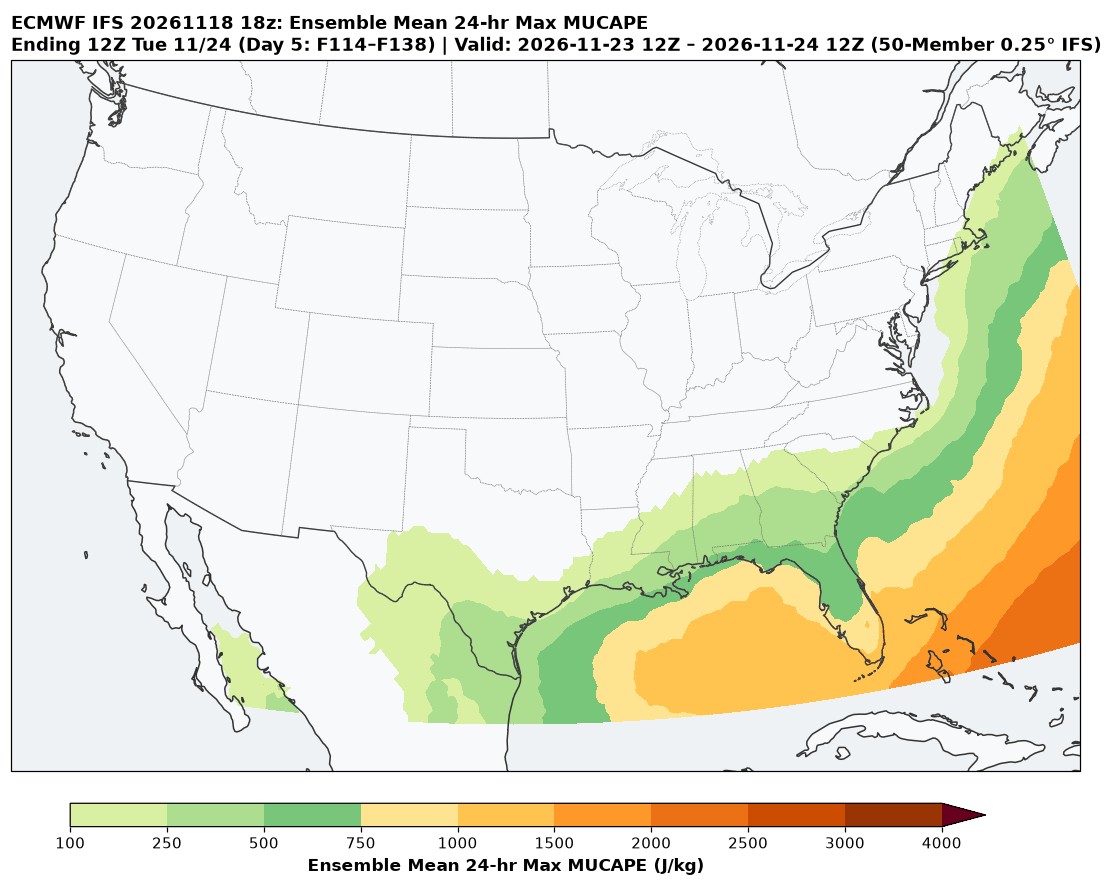 ECMWF IFS 20261118 18z: Ensemble Mean 24-hr Max MUCAPE
Ending 12Z Tue 11/24 (Day 5: F114–F138) | Valid: 2026-11-23 12Z – 2026-11-24 12Z (50-Member 0.25° IFS)
100 250 500 750 1000 1500 2000 2500 3000 4000
Ensemble Mean 24-hr Max MUCAPE (J/kg)